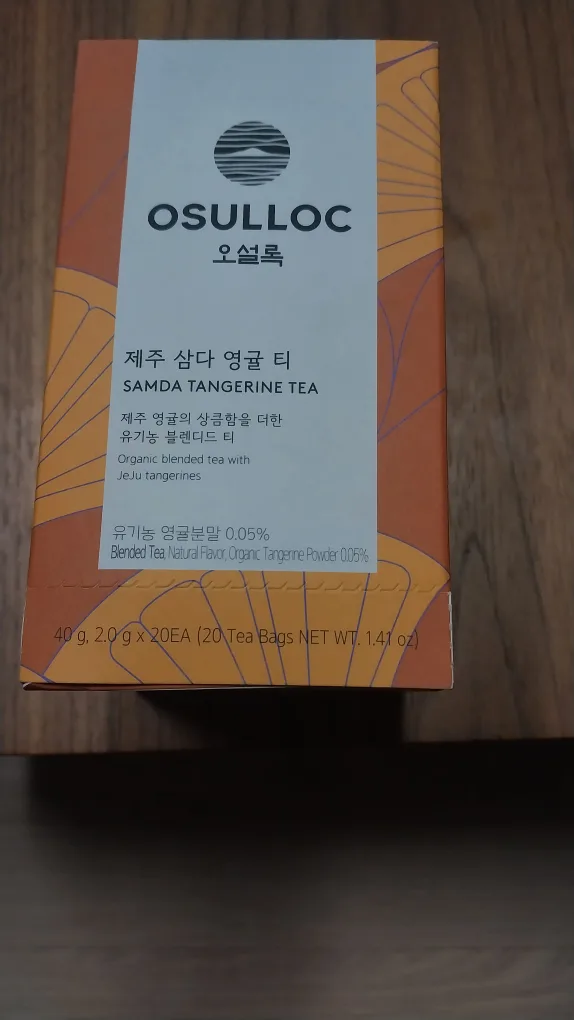 OSULLOC
오설록
제주 삼다 영귤 티
SAMDA TANGERINE TEA
제주 영귤의 상큼함을 더한
유기농 블렌디드 티
Organic blended tea with
JeJu tangerines
유기농 영귤분말 0.05%
Blended Tea, Natural Flavor, Organic Tangerine Powder 0.05%
40 g, 2.0 g x 20EA (20 Tea Bags NET WT. 1.41 oz)